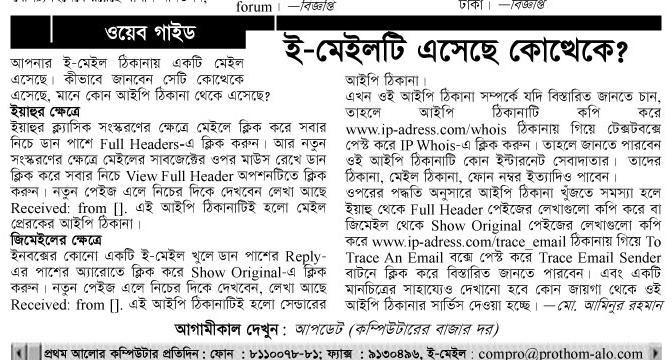 forum । —বিজ্ঞপ্তি
ঢাকা। —বিজ্ঞপ্তি
ওয়েব গাইড
ই-মেইলটি এসেছে কোত্থেকে?
আপনার ই-মেইল ঠিকানায় একটি মেইল
এসেছে। কীভাবে জানবেন সেটি কোত্থেকে
এসেছে, মানে কোন আইপি ঠিকানা থেকে এসেছে?
ইয়াহুর ক্ষেত্রে
ইয়াহুর ক্ল্যাসিক সংস্করণের ক্ষেত্রে মেইলে ক্লিক করে সবার
নিচে ডান পাশে Full Headers-এ ক্লিক করুন। আর নতুন
সংস্করণের ক্ষেত্রে মেইলের সাবজেক্টের ওপর মাউস রেখে ডান
ক্লিক করে সবার নিচে View Full Header অপশনটিতে ক্লিক
করুন। নতুন পেইজ এলে নিচের দিকে দেখবেন লেখা আছে
Received: from []. এই আইপি ঠিকানাটিই হলো মেইল
প্রেরকের আইপি ঠিকানা।
জিমেইলের ক্ষেত্রে
ইনবক্সের কোনো একটি ই-মেইল খুলে ডান পাশের Reply-
এর পাশের অ্যারোতে ক্লিক করে Show Original-এ ক্লিক
করুন। নতুন পেইজ এলে নিচের দিকে দেখবেন, লেখা আছে
Received: from []. এই আইপি ঠিকানাটিই হলো সেন্ডারের
আইপি ঠিকানা।
এখন ওই আইপি ঠিকানা সম্পর্কে যদি বিস্তারিত জানতে চান,
তাহলে আইপি ঠিকানাটি কপি করে
www.ip-adress.com/whois ঠিকানায় গিয়ে টেক্সটবক্সে
পেস্ট করে IP Whois-এ ক্লিক করুন। তাহলে জানতে পারবেন
ওই আইপি ঠিকানাটি কোন ইন্টারনেট সেবাদাতার। তাদের
ঠিকানা, মেইল ঠিকানা, ফোন নম্বর ইত্যাদিও পাবেন।
ওপরের পদ্ধতি অনুসারে আইপি ঠিকানা খুঁজতে সমস্যা হলে
ইয়াহু থেকে Full Header পেইজের লেখাগুলো কপি করে বা
জিমেইল থেকে Show Original পেইজের লেখাগুলো কপি
করে www.ip-adress.com/trace_email ঠিকানায় গিয়ে To
Trace An Email বক্সে পেস্ট করে Trace Email Sender
বাটনে ক্লিক করে বিস্তারিত জানতে পারবেন। এবং একটি
মানচিত্রের সাহায্যেও দেখানো হবে কোন জায়গা থেকে ওই
আইপি ঠিকানার সার্ভিস দেওয়া হচ্ছে। —মো. আমিনুর রহমান
আগামীকাল দেখুন : আপডেট (কম্পিউটারের বাজার দর)
প্রথম আলোর কম্পিউটার প্রতিদিন : ফোন : ৮১১০০৭৮-৮১; ফ্যাক্স : ৯১৩০৪৯৬, ই-মেইল : compro@prothom-alo.com